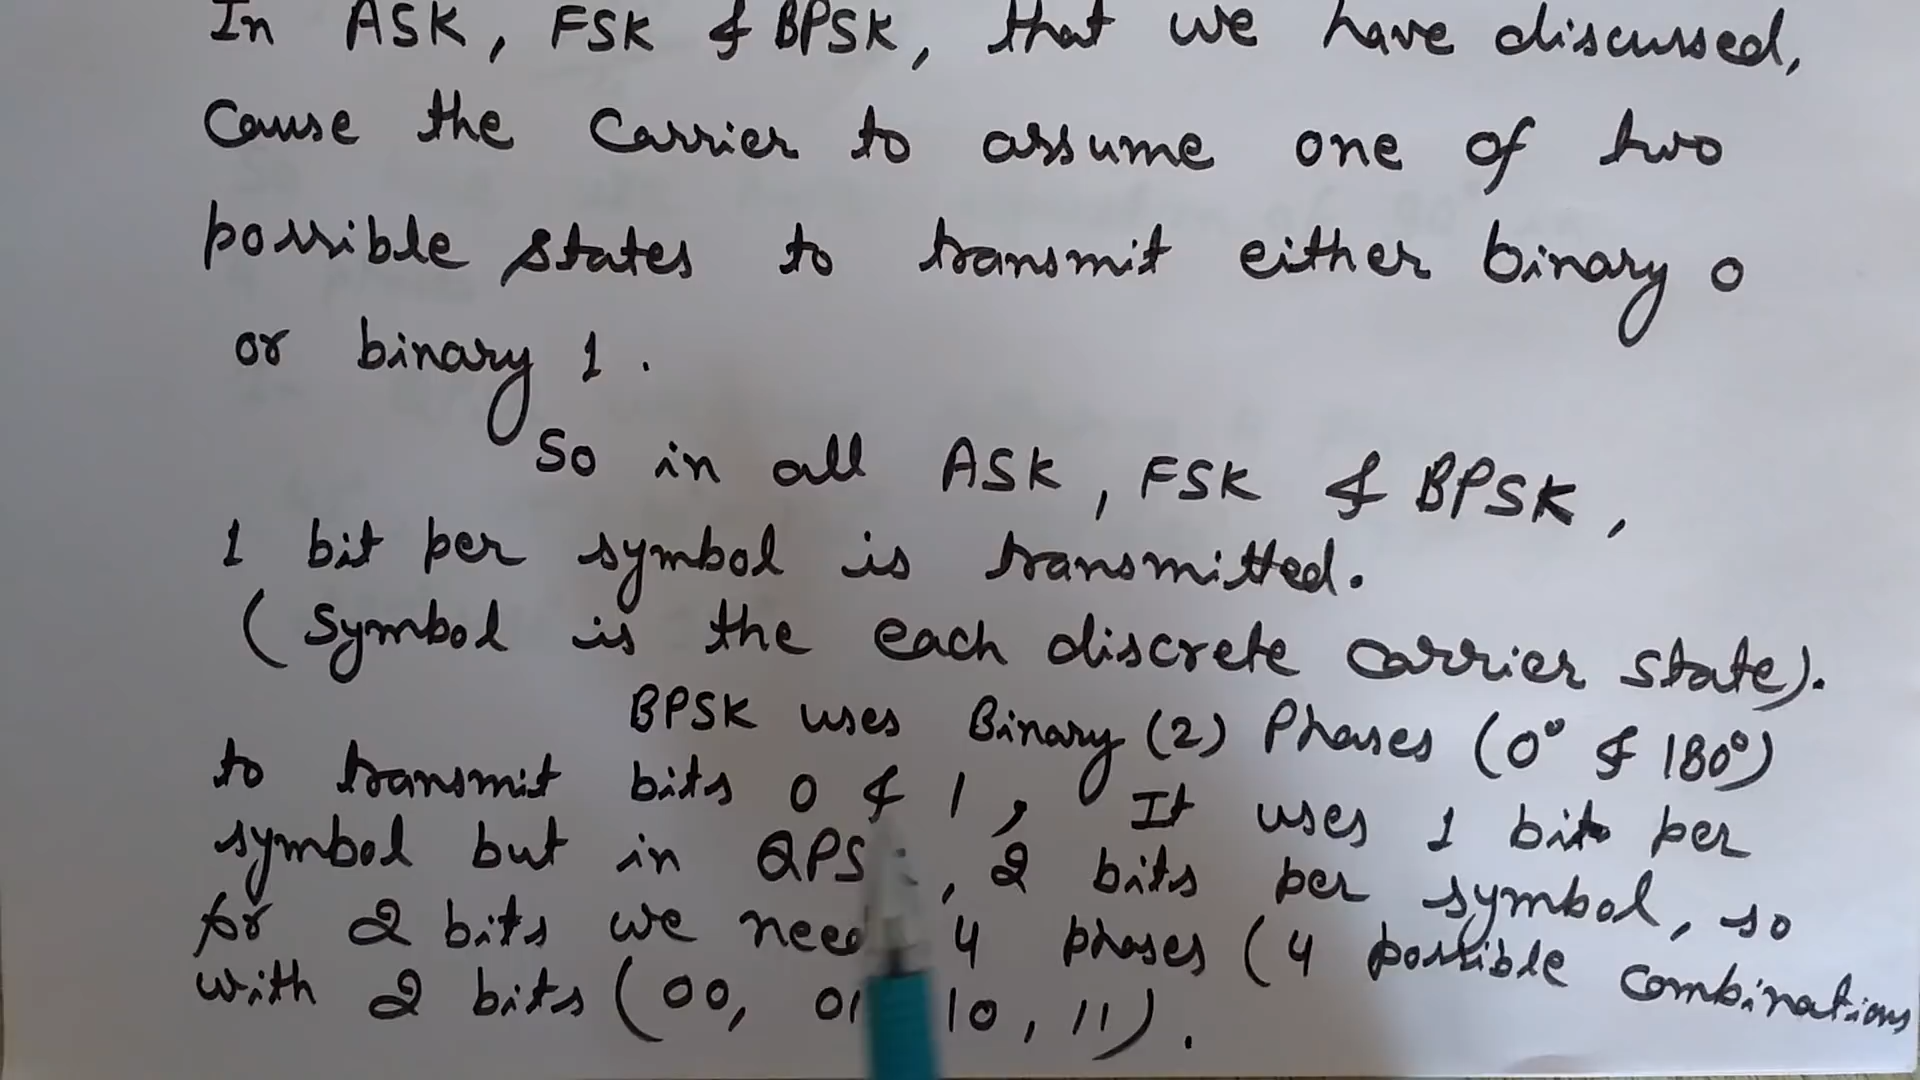 In ASK, FSK & BPSK, that we have discussed,
Cause the Carrier to assume one of two
possible states to transmit either binary 0
or binary 1.
So in all ASK, FSK & BPSK,
1 bit per symbol is transmitted.
(Symbol is the each discrete carrier state).
BPSK uses Binary (2) Phases (0° & 180°)
to transmit bits 0 & 1, It uses 1 bit per
symbol but in QPS , 2 bits per symbol, so
for 2 bits we need 4 phases (4 possible combinations
with 2 bits (00, 01 10, 11).